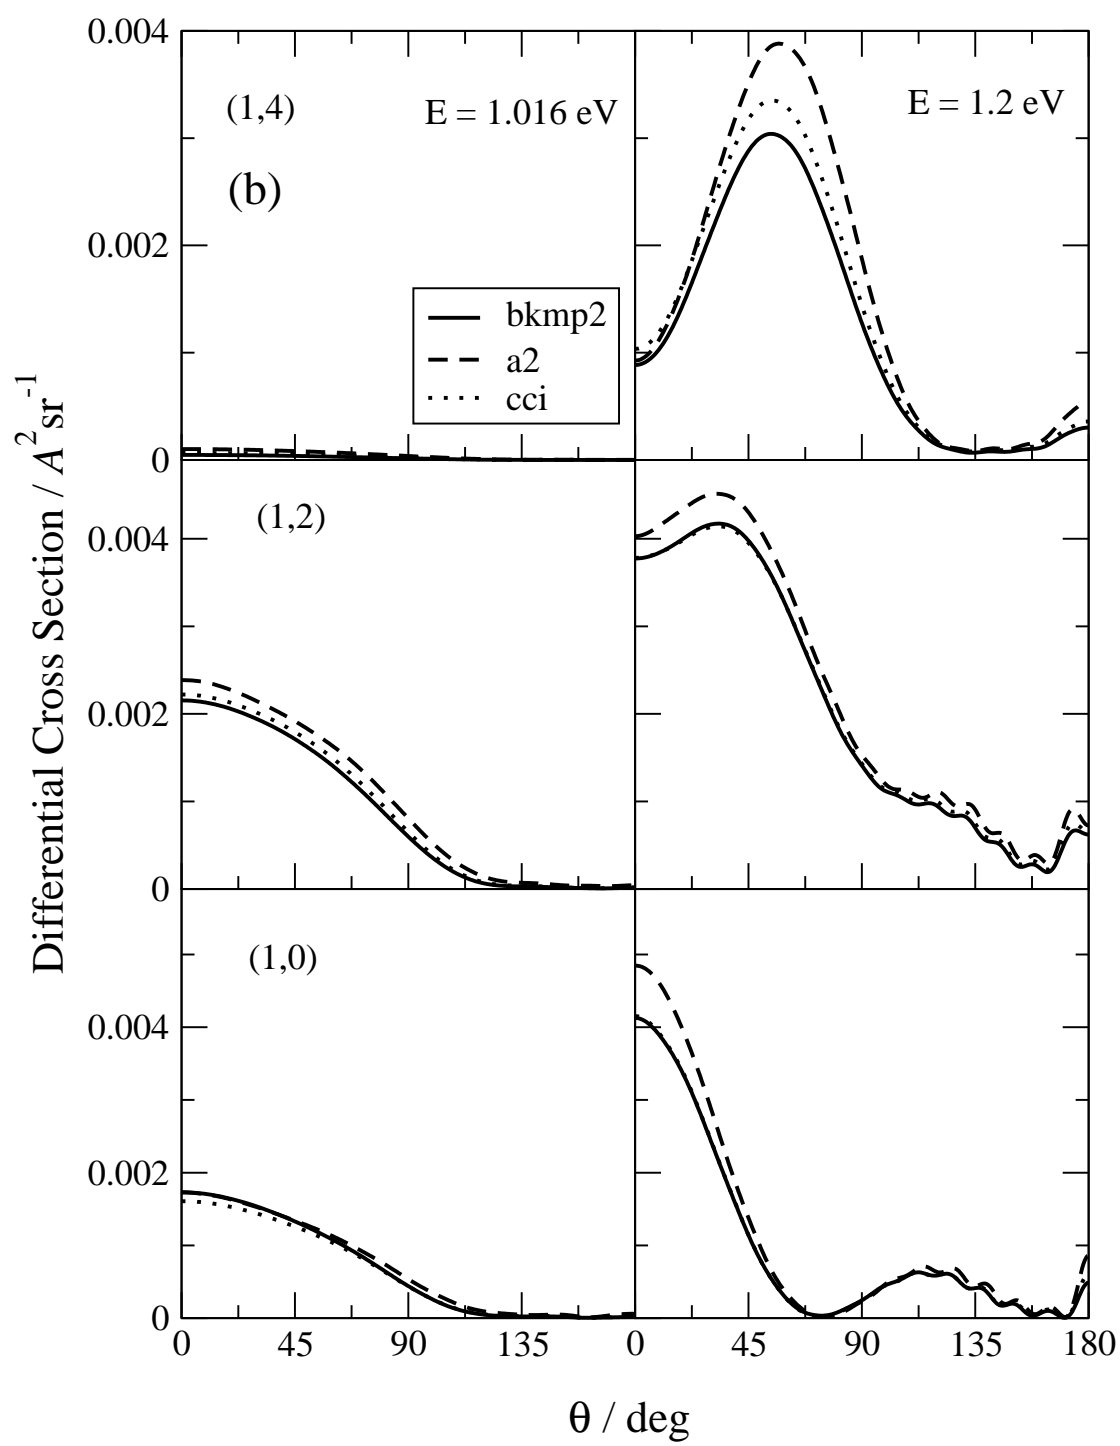 0.004
(1,4)
E = 1.016 eV
E = 1.2 eV
(b)
0.002
bkmp2
a2
cci
0
(1,2)
0.004
0.002
0
(1,0)
0.004
0.002
0
0 45 90 135 0 45 90 135 180
θ / deg
Differential Cross Section / A²sr⁻¹